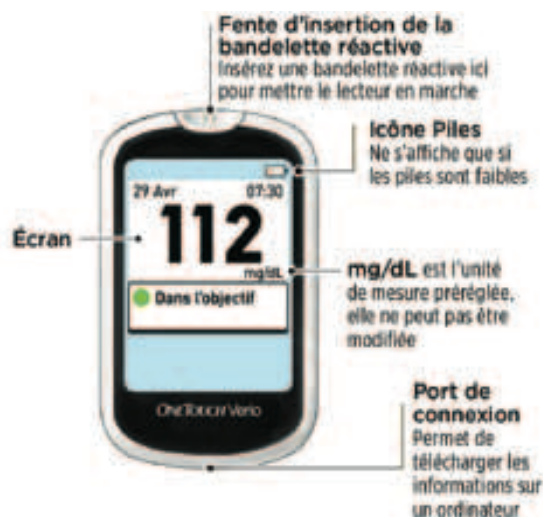 Fente d'insertion de la
bandelette réactive
Insérez une bandelette réactive ici
pour mettre le lecteur en marche
Icône Piles
Ne s'affiche que si
les piles sont faibles
29 Avr 07:30
112
mg/dL
Dans l'objectif
Écran
mg/dL est l'unité
de mesure préréglée,
elle ne peut pas être
modifiée
ONETOUCH Verio
Port de
connexion
Permet de
télécharger les
informations sur
un ordinateur